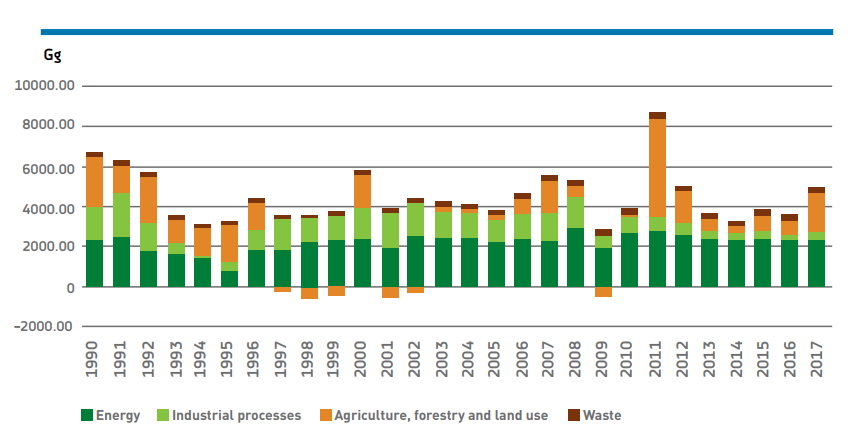 Gg
10000.00
8000.00
6000.00
4000.00
2000.00
0
–2000.00
1990 1991 1992 1993 1994 1995 1996 1997 1998 1999 2000 2001 2002 2003 2004 2005 2006 2007 2008 2009 2010 2011 2012 2013 2014 2015 2016 2017
Energy Industrial processes Agriculture, forestry and land use Waste